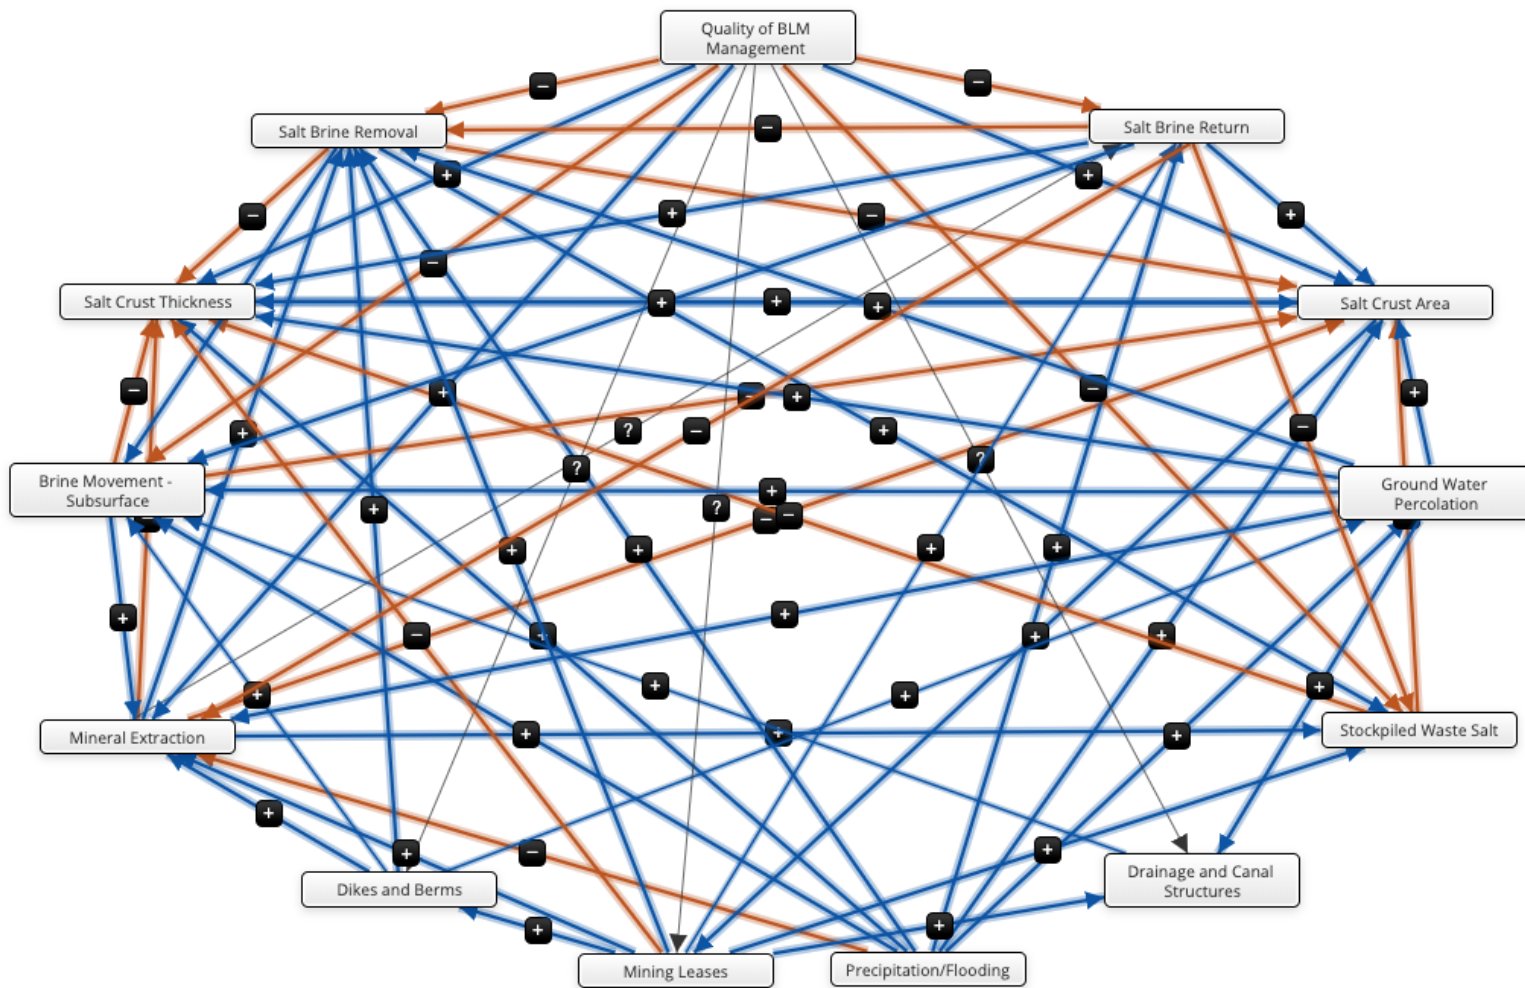 Quality of BLM
Management
Salt Brine Removal
Salt Brine Return
Salt Crust Thickness
Salt Crust Area
Brine Movement -
Subsurface
Ground Water
Percolation
Mineral Extraction
Stockpiled Waste Salt
Dikes and Berms
Drainage and Canal
Structures
Mining Leases
Precipitation/Flooding